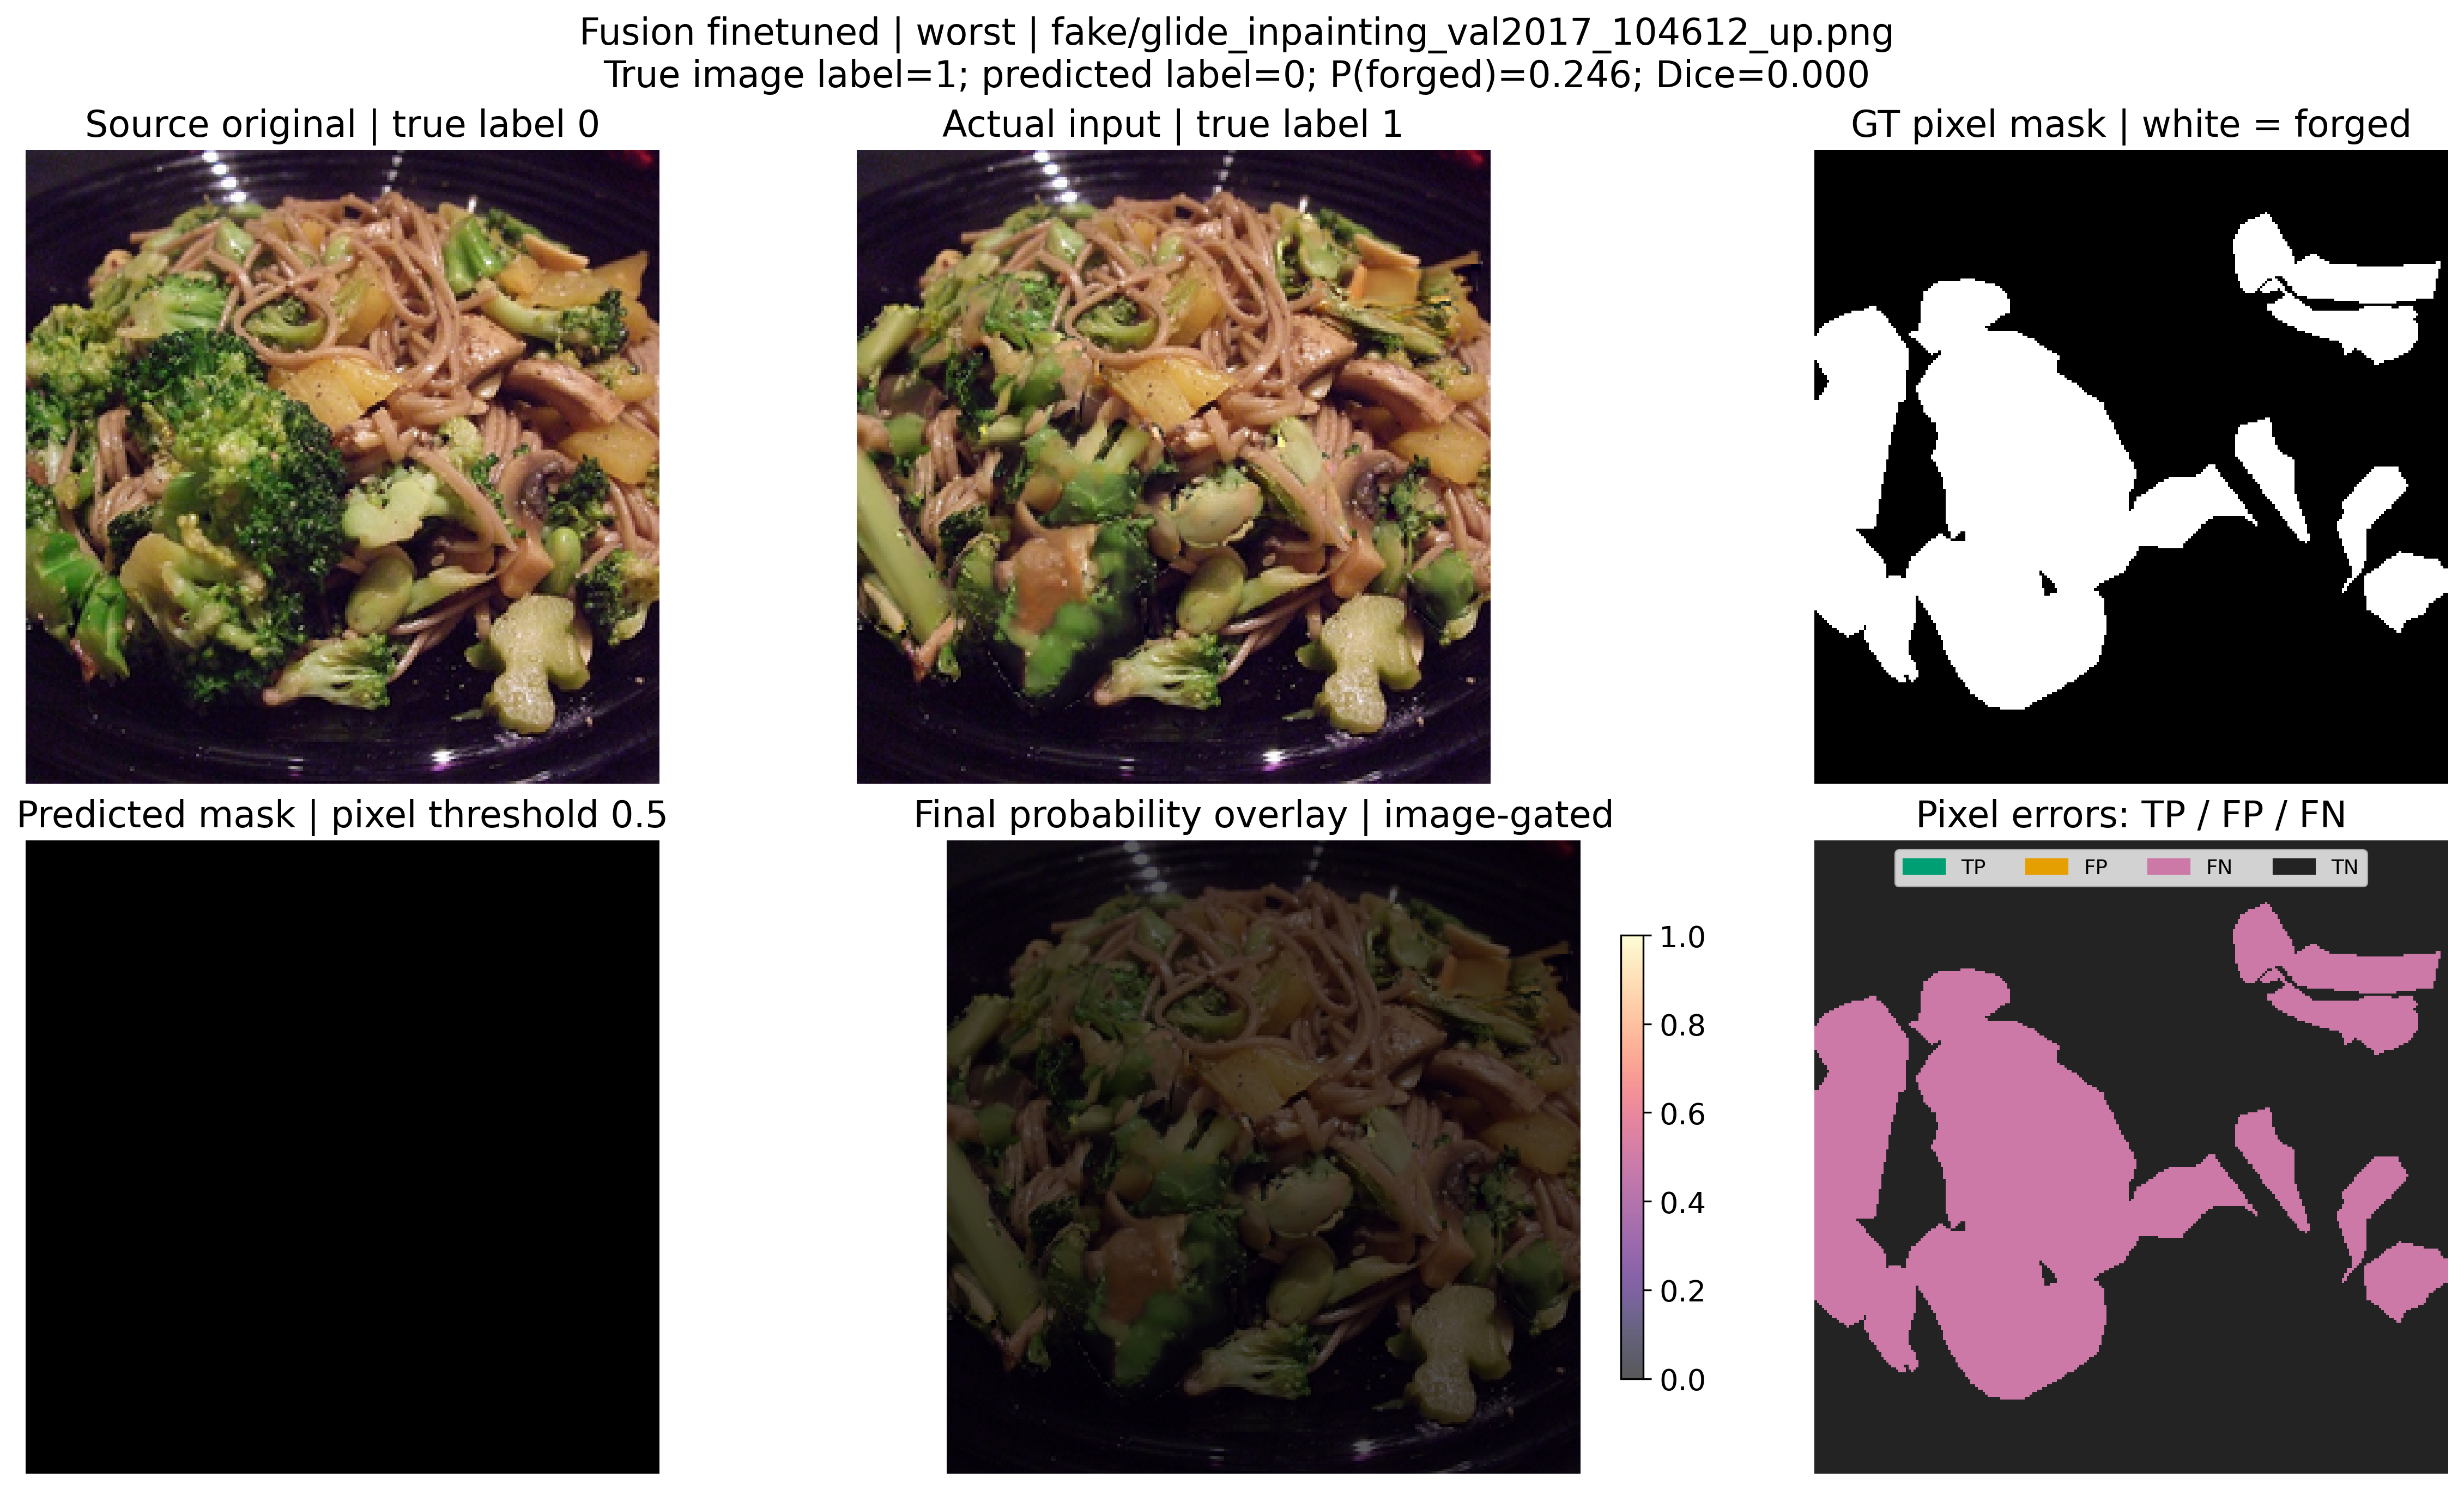 Fusion finetuned | worst | fake/glide_inpainting_val2017_104612_up.png
True image label=1; predicted label=0; P(forged)=0.246; Dice=0.000
Source original | true label 0
Actual input | true label 1
GT pixel mask | white = forged
Predicted mask | pixel threshold 0.5
Final probability overlay | image-gated
1.0
0.8
0.6
0.4
0.2
0.0
Pixel errors: TP / FP / FN
TP FP FN TN